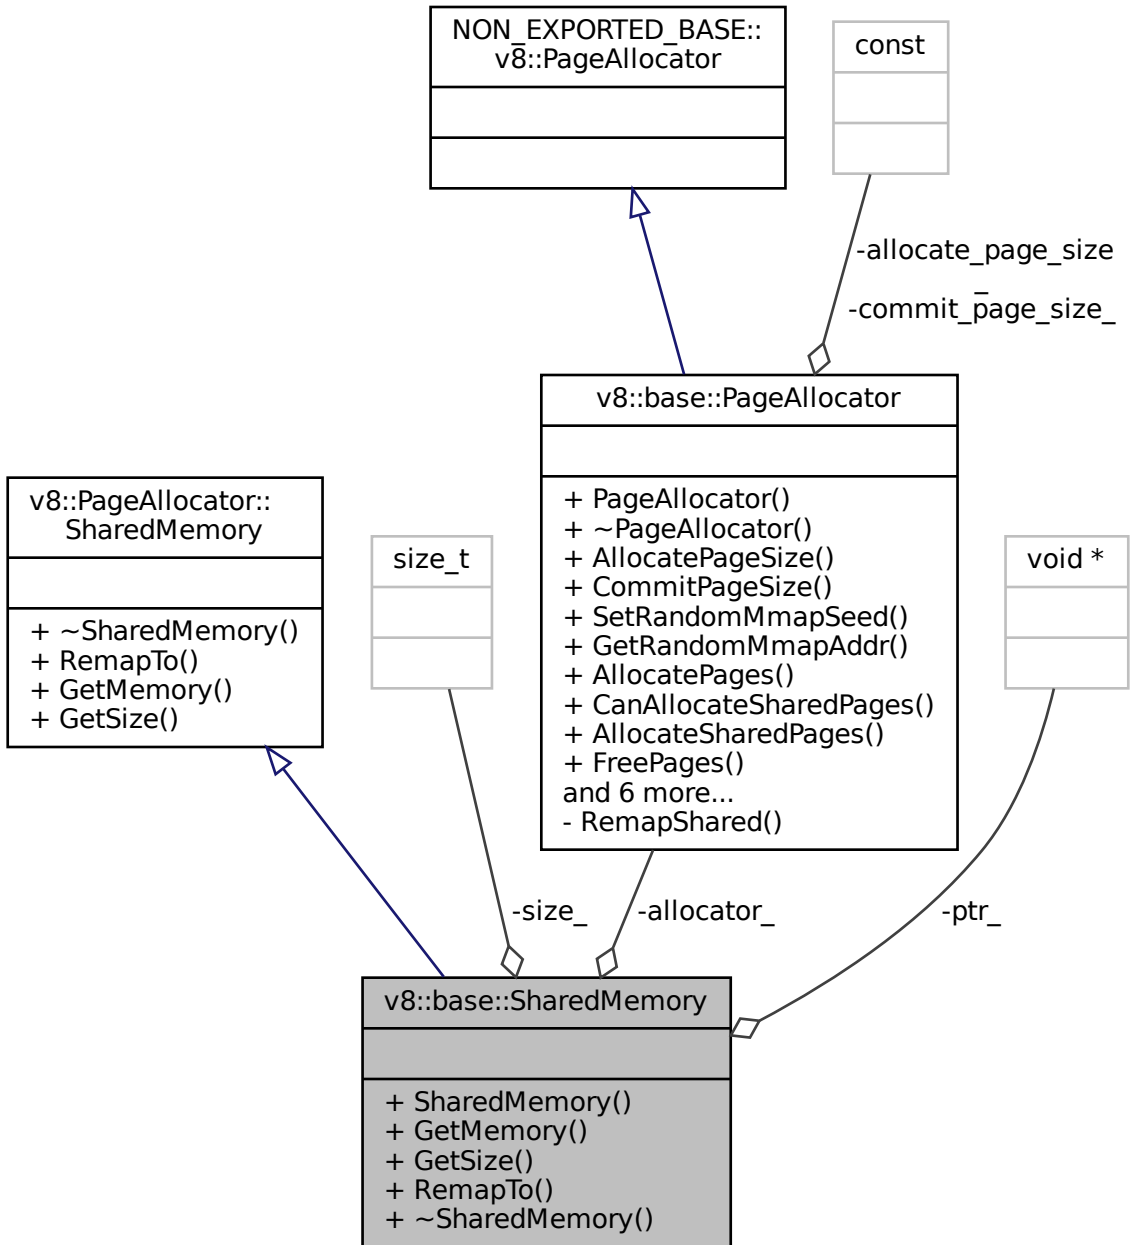 NON_EXPORTED_BASE::
v8::PageAllocator
const
-allocate_page_size
_
-commit_page_size_
v8::base::PageAllocator
+ PageAllocator()
+ ~PageAllocator()
+ AllocatePageSize()
+ CommitPageSize()
+ SetRandomMmapSeed()
+ GetRandomMmapAddr()
+ AllocatePages()
+ CanAllocateSharedPages()
+ AllocateSharedPages()
+ FreePages()
and 6 more...
- RemapShared()
v8::PageAllocator::
SharedMemory
+ ~SharedMemory()
+ RemapTo()
+ GetMemory()
+ GetSize()
size_t
void *
-size_
-allocator_
-ptr_
v8::base::SharedMemory
+ SharedMemory()
+ GetMemory()
+ GetSize()
+ RemapTo()
+ ~SharedMemory()